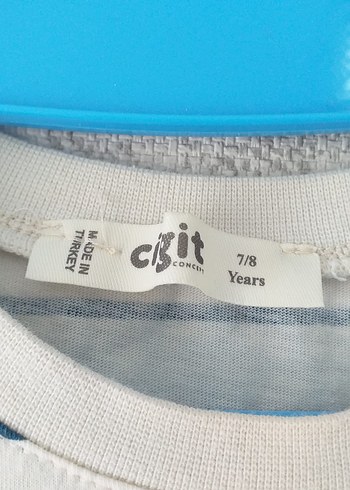 MADE IN
TURKEY
cigit
CONCEPT
7/8
Years